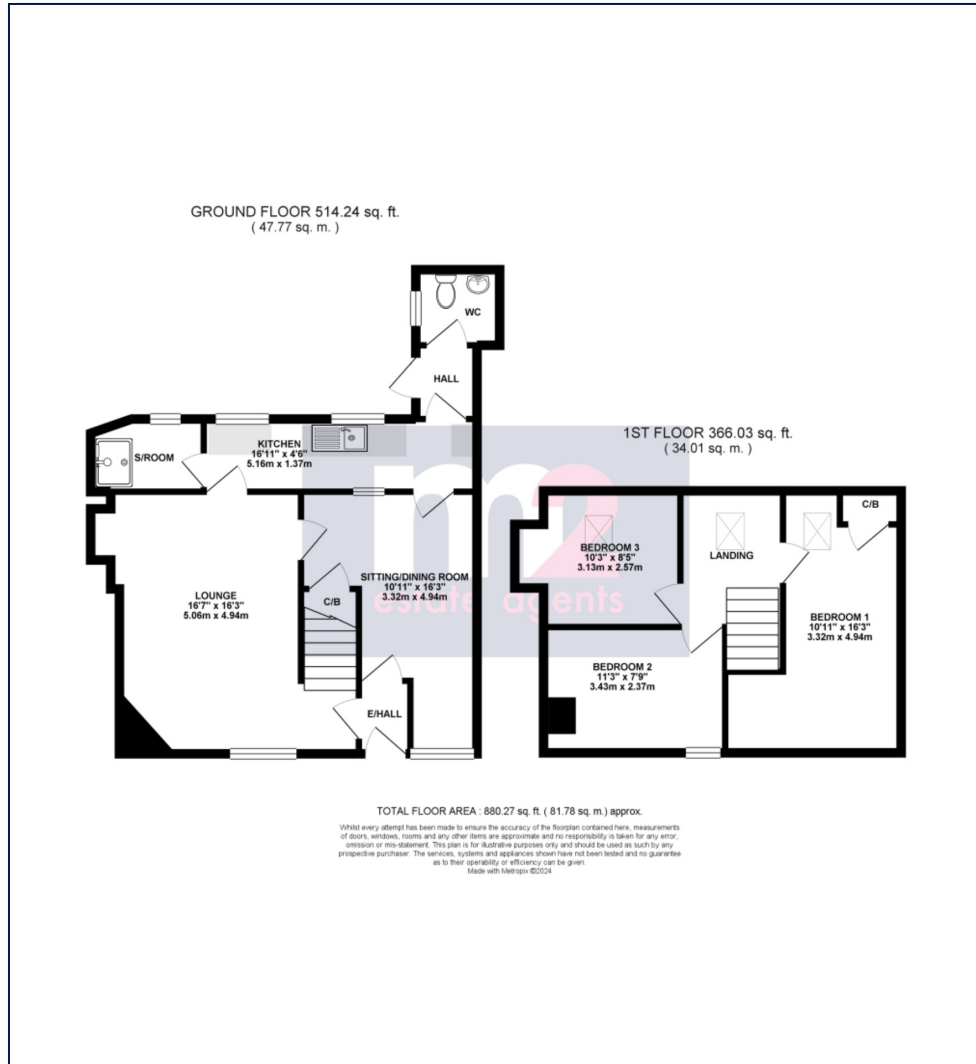 GROUND FLOOR 514.24 sq. ft.
( 47.77 sq. m. )
WC
HALL
S/ROOM
KITCHEN
16'11" x 4'6"
5.16m x 1.37m
LOUNGE
16'7" x 16'3"
5.06m x 4.94m
C/B
SITTING/DINING ROOM
10'11" x 16'3"
3.32m x 4.94m
E/HALL
m2
estate agents
1ST FLOOR 366.03 sq. ft.
( 34.01 sq. m. )
C/B
BEDROOM 3
10'3" x 8'5"
3.13m x 2.57m
LANDING
BEDROOM 1
10'11" x 16'3"
3.32m x 4.94m
BEDROOM 2
11'3" x 7'9"
3.43m x 2.37m
TOTAL FLOOR AREA : 880.27 sq. ft. ( 81.78 sq. m.) approx.
Whilst every attempt has been made to ensure the accuracy of the floorplan contained here, measurements
of doors, windows, rooms and any other items are approximate and no responsibility is taken for any error,
omission or mis-statement. This plan is for illustrative purposes only and should be used as such by any
prospective purchaser. The services, systems and appliances shown have not been tested and no guarantee
as to their operability or efficiency can be given.
Made with Metropix ©2024